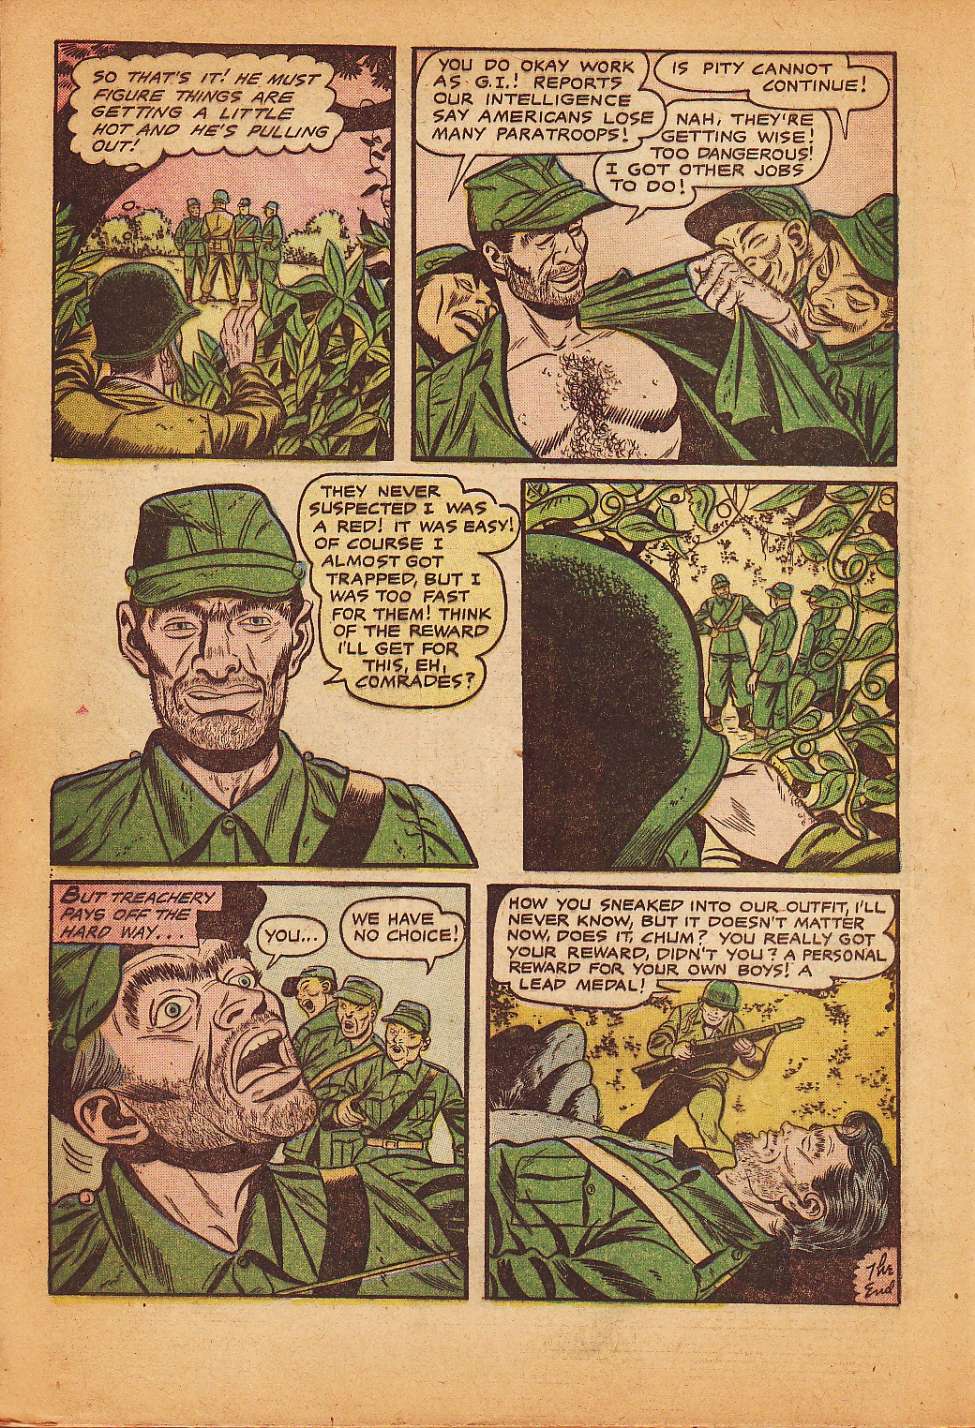 SO THAT'S IT! HE MUST
FIGURE THINGS ARE
GETTING A LITTLE
HOT AND HE'S PULLING
OUT!
YOU DO OKAY WORK
AS G.I.! REPORTS
OUR INTELLIGENCE
SAY AMERICANS LOSE
MANY PARATROOPS!
IS PITY CANNOT
CONTINUE!
NAH, THEY'RE
GETTING WISE!
TOO DANGEROUS!
I GOT OTHER JOBS
TO DO!
THEY NEVER
SUSPECTED I WAS
A RED! IT WAS EASY!
OF COURSE I
ALMOST GOT
TRAPPED, BUT I
WAS TOO FAST
FOR THEM! THINK
OF THE REWARD
I'LL GET FOR
THIS, EH,
COMRADES?
BUT TREACHERY
PAYS OFF THE
HARD WAY...
YOU...
WE HAVE
NO CHOICE!
HOW YOU SNEAKED INTO OUR OUTFIT, I'LL
NEVER KNOW, BUT IT DOESN'T MATTER
NOW, DOES IT, CHUM? YOU REALLY GOT
YOUR REWARD, DIDN'T YOU? A PERSONAL
REWARD FOR YOUR OWN BOYS! A
LEAD MEDAL!
The
End